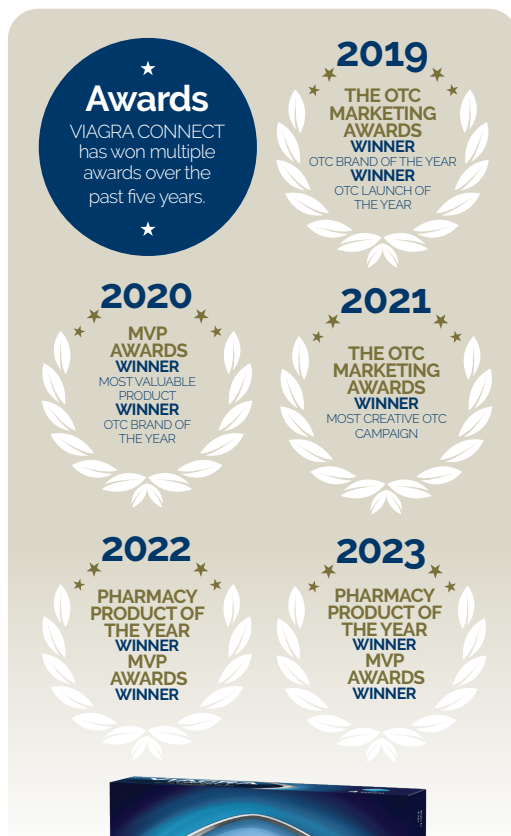 Awards
VIAGRA CONNECT
has won multiple
awards over the
past five years.
2019
THE OTC
MARKETING
AWARDS
WINNER
OTC BRAND OF THE YEAR
WINNER
OTC LAUNCH OF
THE YEAR
2020
MVP
AWARDS
WINNER
MOST VALUABLE
PRODUCT
WINNER
OTC BRAND OF
THE YEAR
2021
THE OTC
MARKETING
AWARDS
WINNER
MOST CREATIVE OTC
CAMPAIGN
2022
PHARMACY
PRODUCT OF
THE YEAR
WINNER
MVP
AWARDS
WINNER
2023
PHARMACY
PRODUCT OF
THE YEAR
WINNER
MVP
AWARDS
WINNER
VIAGRA